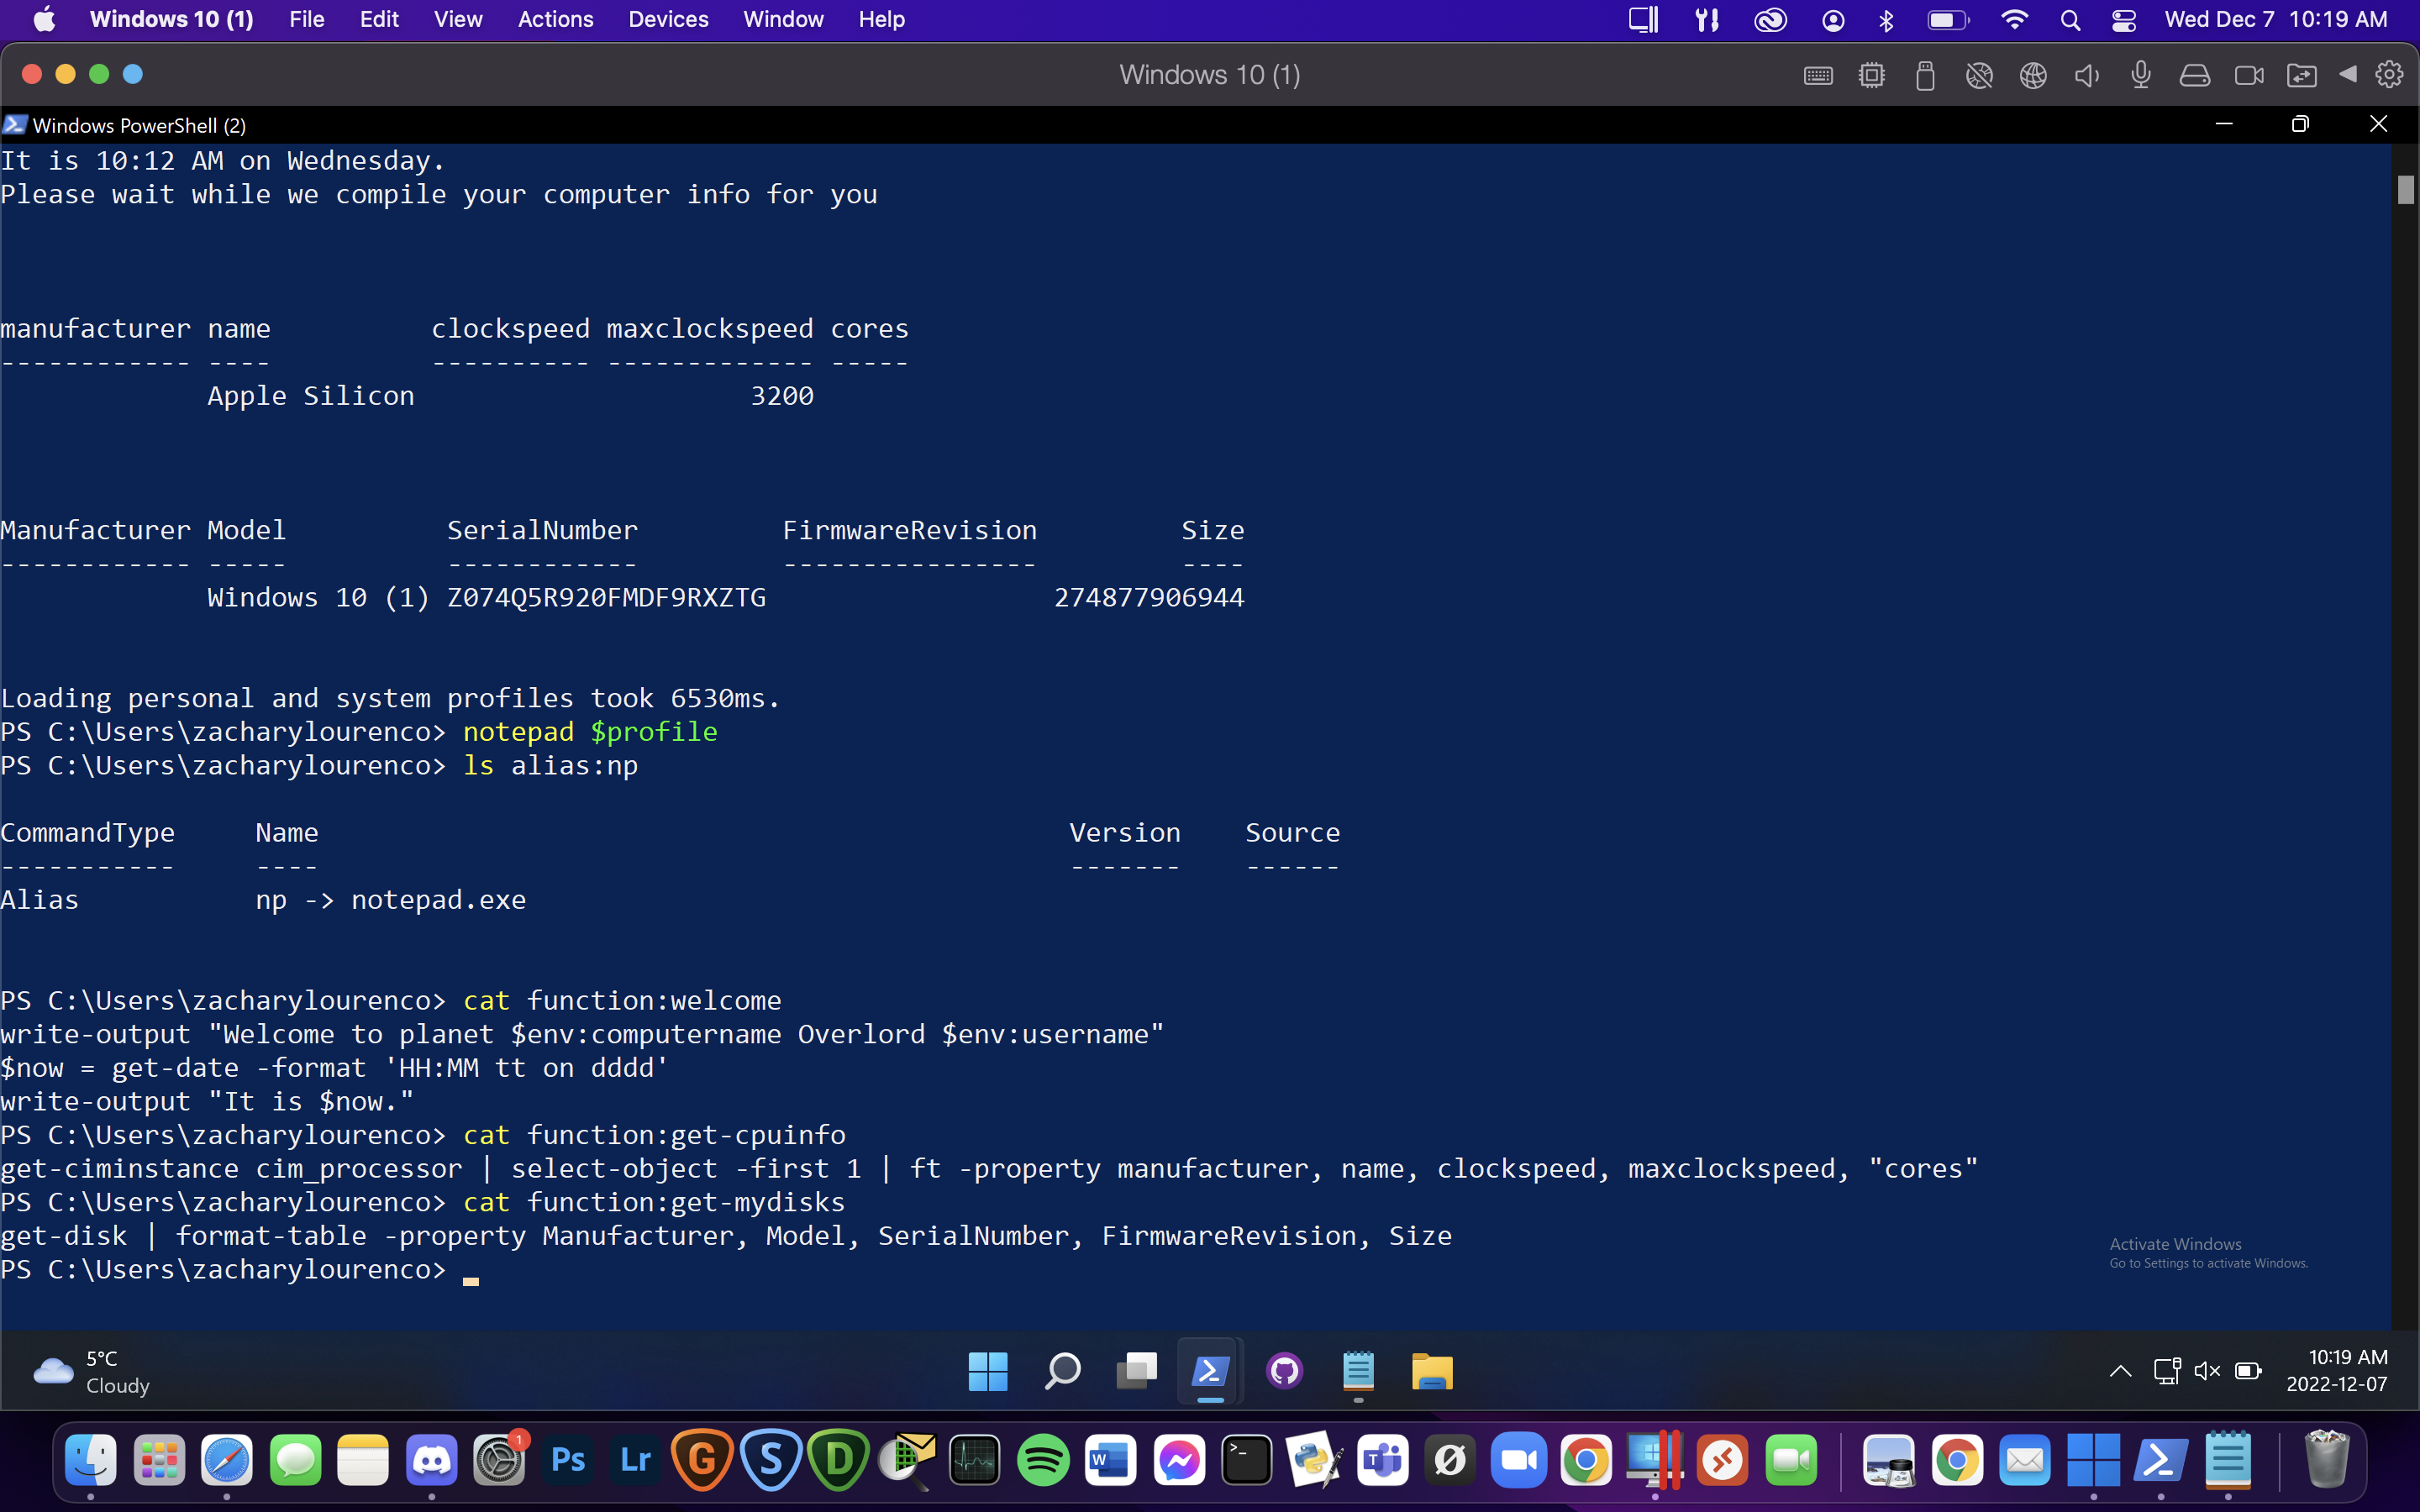 Windows 10 (1) File Edit View Actions Devices Window Help Wed Dec 7 10:19 AM
Windows 10 (1)
Windows PowerShell (2)
It is 10:12 AM on Wednesday.
Please wait while we compile your computer info for you
manufacturer name clockspeed maxclockspeed cores
------------ ---- ---------- ------------- -----
Apple Silicon 3200
Manufacturer Model SerialNumber FirmwareRevision Size
------------ ----- ------------ ---------------- ----
Windows 10 (1) Z074Q5R920FMDF9RXZTG 274877906944
Loading personal and system profiles took 6530ms.
PS C:\Users\zacharylourenco> notepad $profile
PS C:\Users\zacharylourenco> ls alias:np
CommandType Name Version Source
----------- ---- ------- ------
Alias np -> notepad.exe
PS C:\Users\zacharylourenco> cat function:welcome
write-output "Welcome to planet $env:computername Overlord $env:username"
$now = get-date -format 'HH:MM tt on dddd'
write-output "It is $now."
PS C:\Users\zacharylourenco> cat function:get-cpuinfo
get-ciminstance cim_processor | select-object -first 1 | ft -property manufacturer, name, clockspeed, maxclockspeed, "cores"
PS C:\Users\zacharylourenco> cat function:get-mydisks
get-disk | format-table -property Manufacturer, Model, SerialNumber, FirmwareRevision, Size
PS C:\Users\zacharylourenco>
Activate Windows
Go to Settings to activate Windows.
5°C
Cloudy
10:19 AM
2022-12-07
1
Ps Lr G S D W T